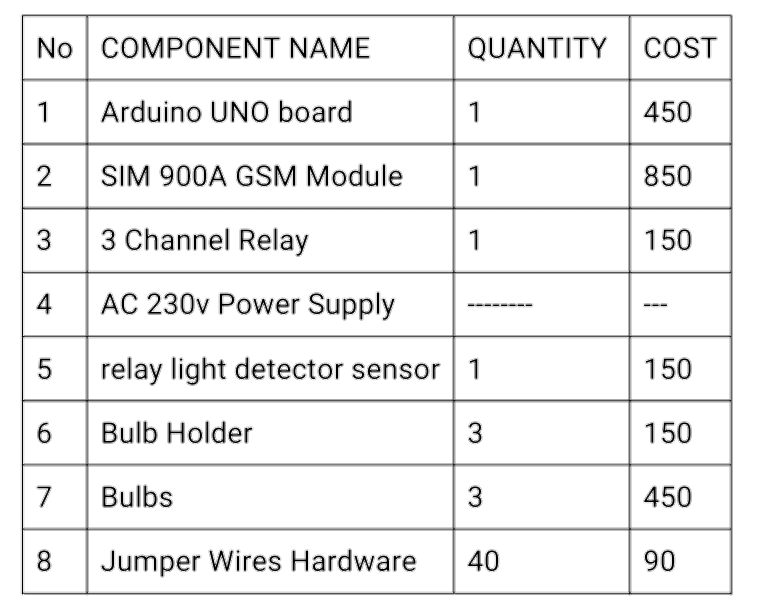 No COMPONENT NAME QUANTITY COST
1 Arduino UNO board 1 450
2 SIM 900A GSM Module 1 850
3 3 Channel Relay 1 150
4 AC 230v Power Supply -------- ---
5 relay light detector sensor 1 150
6 Bulb Holder 3 150
7 Bulbs 3 450
8 Jumper Wires Hardware 40 90